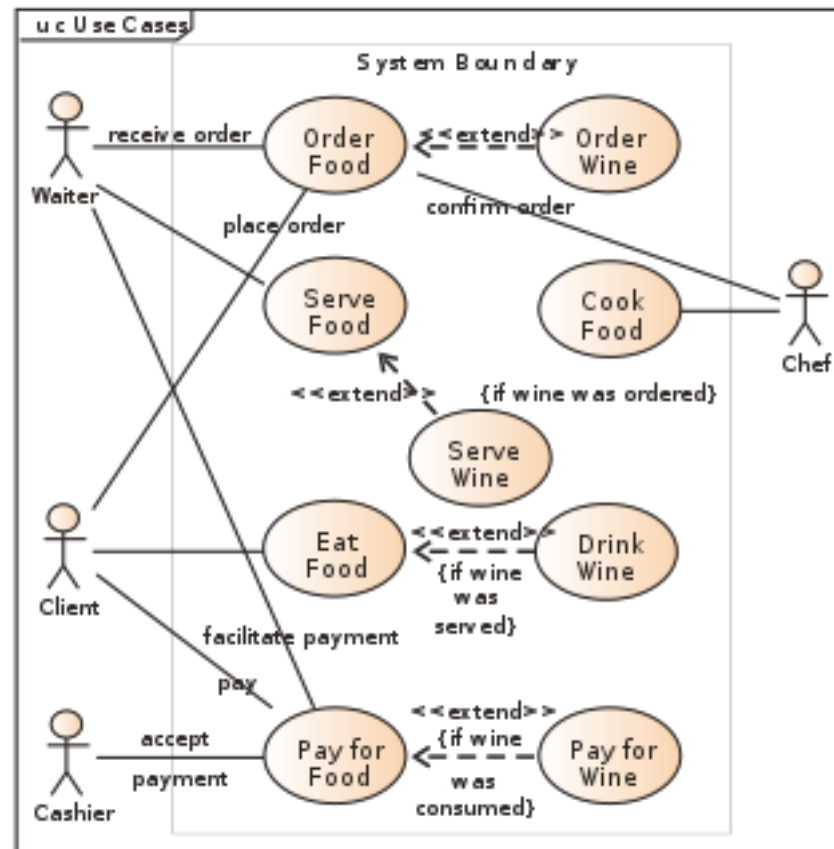 uc Use Cases
System Boundary
receive order
Order
Food
<<extend>>
Order
Wine
Waiter
confirm order
place order
Serve
Food
Cook
Food
Chef
<<extend>>
{if wine was ordered}
Serve
Wine
Client
Eat
Food
<<extend>>
{if wine
was
served}
Drink
Wine
facilitate payment
pay
Cashier
accept
payment
Pay for
Food
<<extend>>
{if wine
was
consumed}
Pay for
Wine